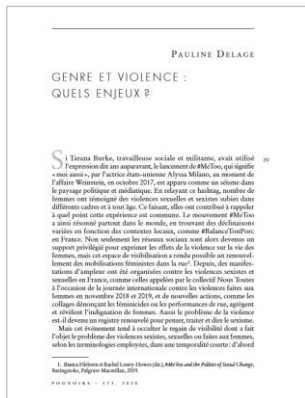 PAULINE DELAGE
GENRE ET VIOLENCE :
QUELS ENJEUX ?
Si Tarana Burke, travailleuse sociale et militante, avait utilisé
l'expression dix ans auparavant, le lancement de #MeToo, qui signifie
« moi aussi », par l'actrice états-unienne Alyssa Milano, au moment de
l'affaire Weinstein, en octobre 2017, est apparu comme un séisme dans
le paysage politique et médiatique. En relayant ce hashtag, nombre de
femmes ont témoigné des violences sexuelles et sexistes subies dans
différents cadres et à tout âge. Ce faisant, elles ont contribué à rappeler
à quel point cette expérience est commune. Le mouvement #MeToo
a ainsi résonné partout dans le monde, en trouvant des déclinaisons
variées en fonction des contextes locaux, comme #BalanceTonPorc
en France. Non seulement les réseaux sociaux sont alors devenus un
support privilégié pour exprimer les effets de la violence sur la vie des
femmes, mais cet espace de visibilisation a rendu possible un renouvel-
lement des mobilisations féministes dans la rue1. Depuis, des manifes-
tations d'ampleur ont été organisées contre les violences sexistes et
sexuelles en France, comme celles appelées par le collectif Nous Toutes
à l'occasion de la journée internationale contre les violences faites aux
femmes en novembre 2018 et 2019, et de nouvelles actions, comme les
collages dénonçant les féminicides ou les performances de rue, agrègent
et révèlent l'indignation de femmes. Aussi le problème de la violence
est-il devenu un registre renouvelé pour penser, traiter et dire le sexisme.
Mais cet événement tend à occulter le regain de visibilité dont a fait
l'objet le problème des violences sexistes, sexuelles ou faites aux femmes,
selon les terminologies employées, dans une temporalité courte : d'abord
39
1. Bianca Fileborn et Rachel Loney-Howes (dir.), #MeToo and the Politics of Social Change,
Basingstoke, Palgrave Macmillan, 2019.
POUVOIRS – 173. 2020